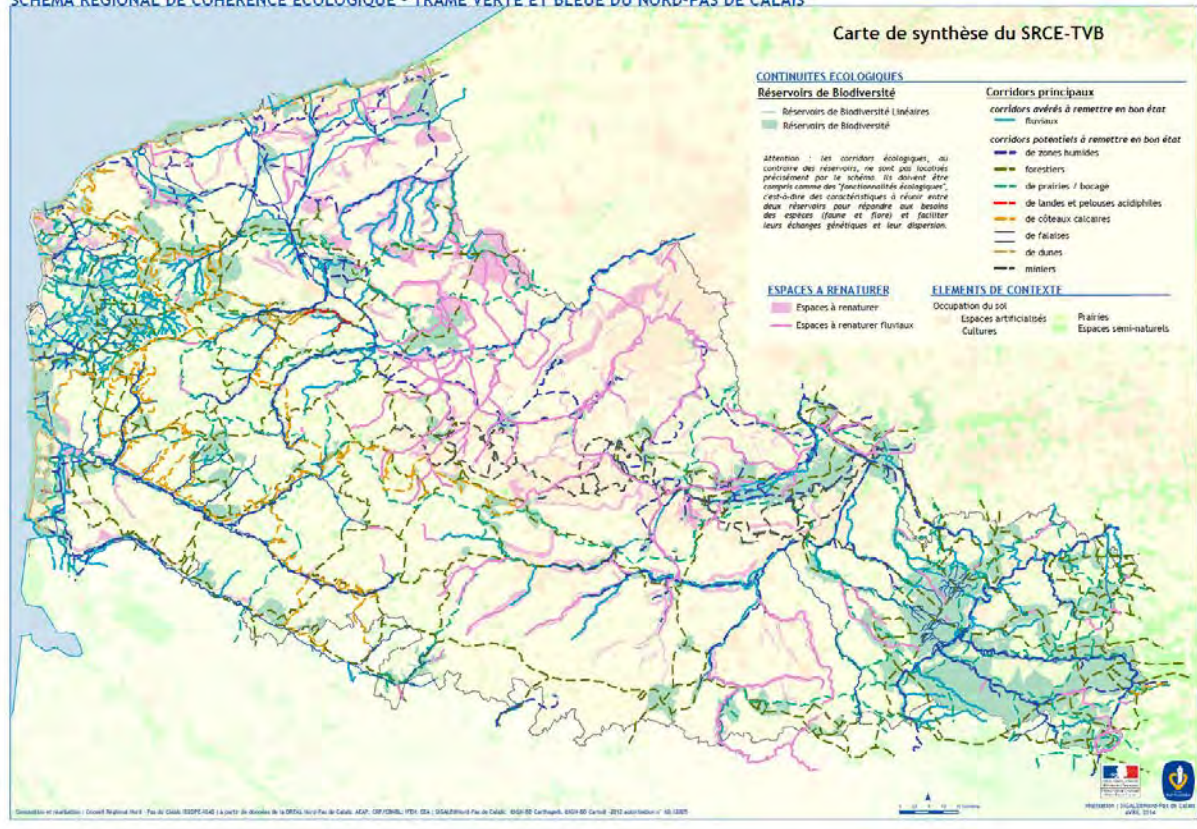 SCHEMA REGIONAL DE COHERENCE ECOLOGIQUE - TRAME VERTE ET BLEUE DU NORD-PAS DE CALAIS
Carte de synthèse du SRCE-TVB
CONTINUITES ECOLOGIQUES
Réservoirs de Biodiversité
Réservoirs de Biodiversité Linéaires
Réservoirs de Biodiversité
Attention : les corridors écologiques, au
contraire des réservoirs, ne sont pas localisés
précisément par le schéma. Ils doivent être
compris comme des "fonctionnalités écologiques",
c'est-à-dire des caractéristiques à réunir entre
deux réservoirs pour répondre aux besoins
des espèces (faune et flore) et faciliter
leurs échanges génétiques et leur dispersion.
Corridors principaux
corridors avérés à remettre en bon état
fluviaux
corridors potentiels à remettre en bon état
de zones humides
forestiers
de prairies / bocage
de landes et pelouses acidiphiles
de côteaux calcaires
de falaises
de dunes
miniers
ESPACES A RENATURER
Espaces à renaturer
Espaces à renaturer fluviaux
ELEMENTS DE CONTEXTE
Occupation du sol
Espaces artificialisés
Cultures
Prairies
Espaces semi-naturels
AVRIL 2014